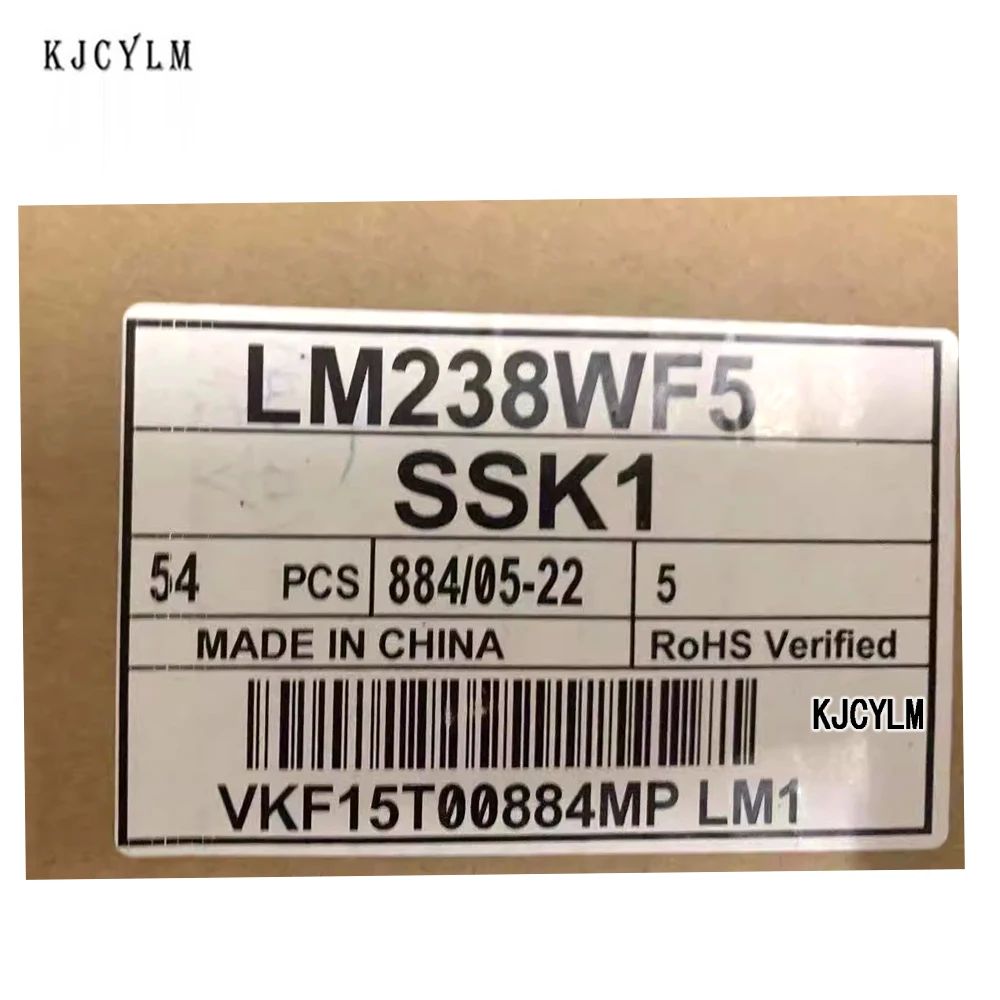 KJCYLM
LM238WF5
SSK1
54 PCS 884/05-22 5
MADE IN CHINA RoHS Verified
KJCYLM
VKF15T00884MP LM1